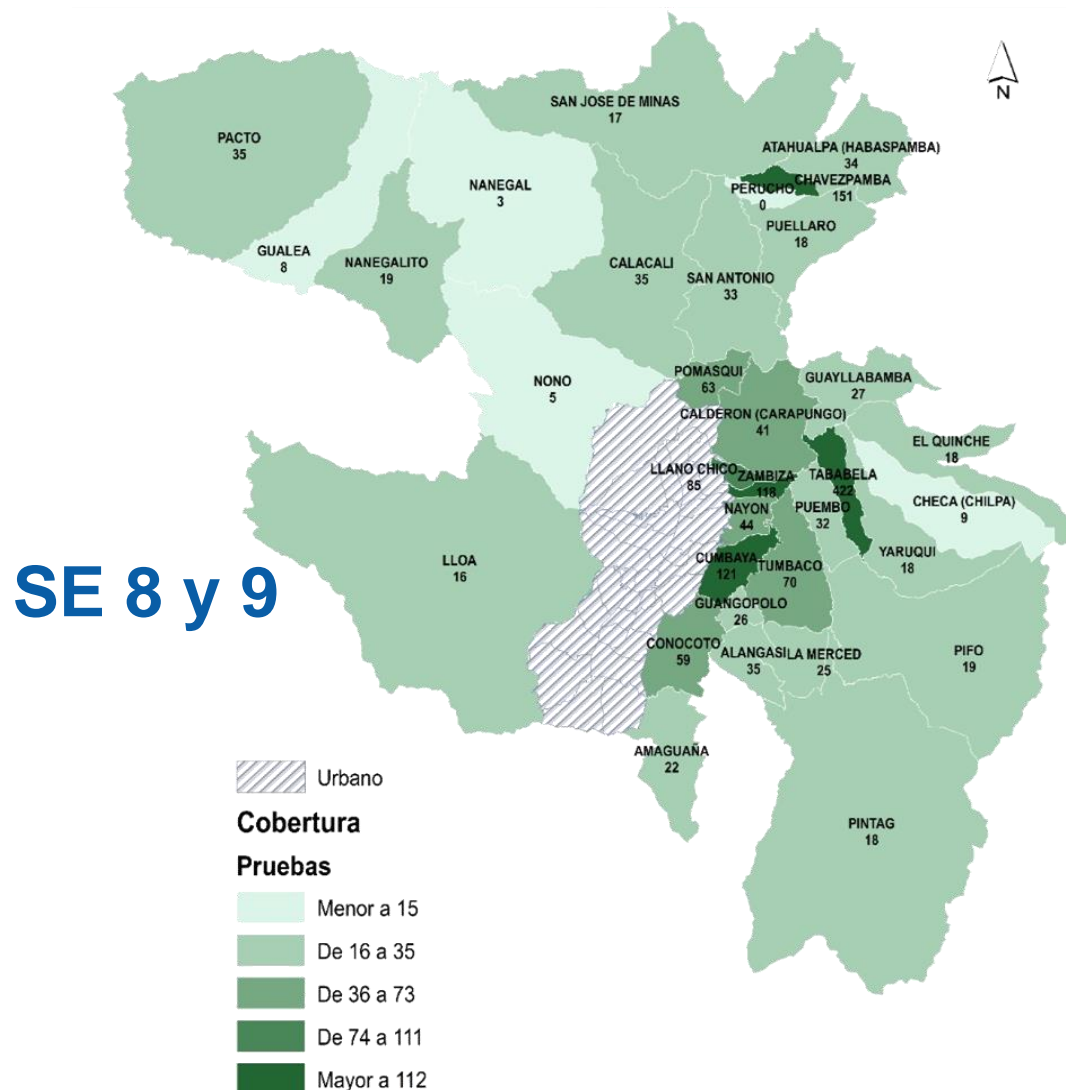 N
SAN JOSE DE MINAS
17
PACTO
35
ATAHUALPA (HABASPAMBA)
34
CHAVEZPAMBA
151
NANEGAL
3
PERUCHO
0
PUELLARO
18
GUALEA
8
NANEGALITO
19
CALACALI
35
SAN ANTONIO
33
POMASQUI
63
GUAYLLABAMBA
27
NONO
5
CALDERON (CARAPUNGO)
41
EL QUINCHE
18
LLANO CHICO
85
ZAMBIZA
118
TABABELA
422
CHECA (CHILPA)
9
NAYON
44
PUEMBO
32
YARUQUI
18
LLOA
16
CUMBAYA
121
TUMBACO
70
SE 8 y 9
GUANGOPOLO
26
CONOCOTO
59
ALANGASI
35
LA MERCED
25
PIFO
19
AMAGUAÑA
22
PINTAG
18
Urbano
Cobertura
Pruebas
Menor a 15
De 16 a 35
De 36 a 73
De 74 a 111
Mayor a 112